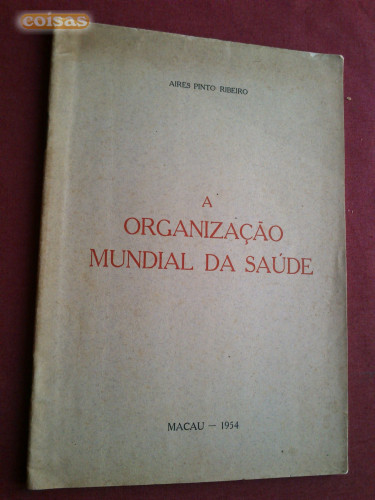 coisas
AIRES PINTO RIBEIRO
A
ORGANIZAÇÃO
MUNDIAL DA SAÚDE
MACAU — 1954